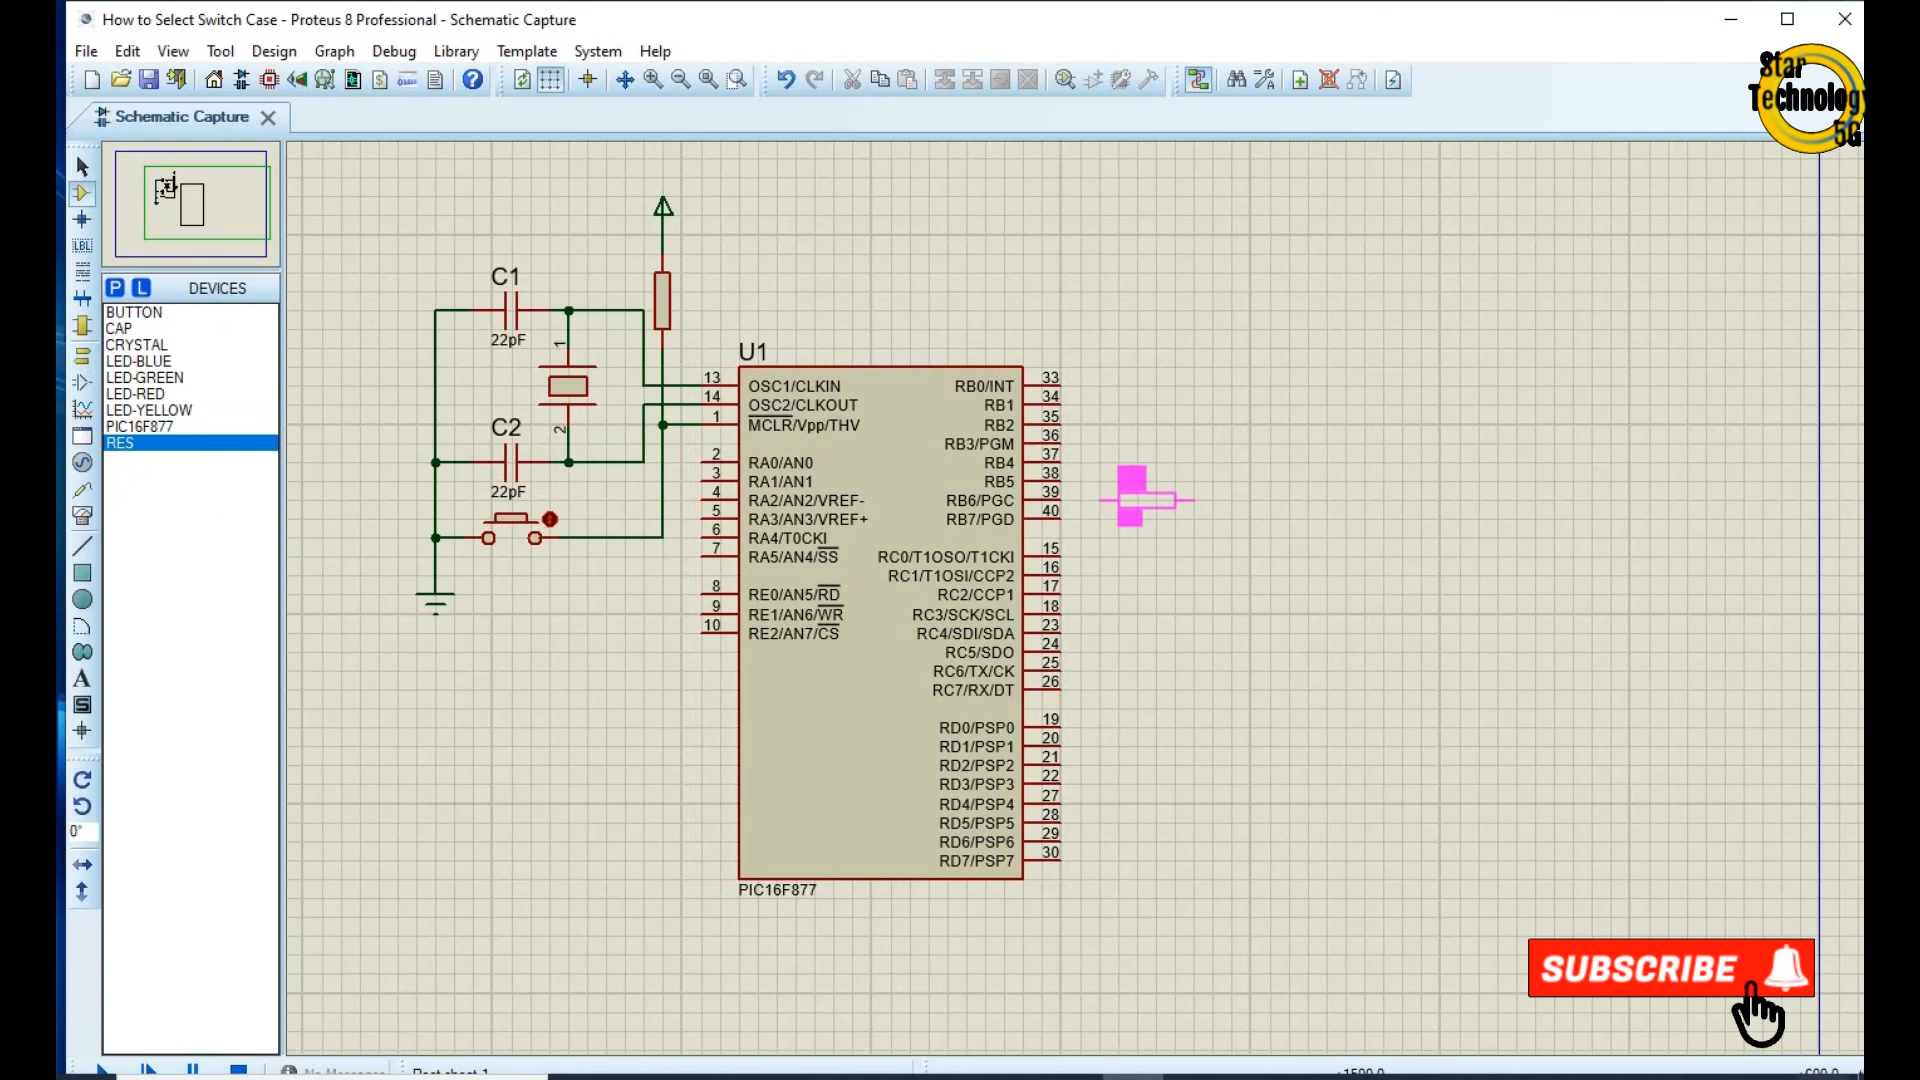 How to Select Switch Case - Proteus 8 Professional - Schematic Capture
File Edit View Tool Design Graph Debug Library Template System Help
Star
Technology
5G
Schematic Capture
LBL
P L DEVICES
BUTTON
CAP
CRYSTAL
LED-BLUE
LED-GREEN
LED-RED
LED-YELLOW
PIC16F877
RES
A
S
0°
C1
22pF
1
2
C2
22pF
U1
13 OSC1/CLKIN RB0/INT 33
14 OSC2/CLKOUT RB1 34
1 MCLR/Vpp/THV RB2 35
RB3/PGM 36
2 RA0/AN0 RB4 37
3 RA1/AN1 RB5 38
4 RA2/AN2/VREF- RB6/PGC 39
5 RA3/AN3/VREF+ RB7/PGD 40
6 RA4/T0CKI
7 RA5/AN4/SS RC0/T1OSO/T1CKI 15
RC1/T1OSI/CCP2 16
8 RE0/AN5/RD RC2/CCP1 17
9 RE1/AN6/WR RC3/SCK/SCL 18
10 RE2/AN7/CS RC4/SDI/SDA 23
RC5/SDO 24
RC6/TX/CK 25
RC7/RX/DT 26
RD0/PSP0 19
RD1/PSP1 20
RD2/PSP2 21
RD3/PSP3 22
RD4/PSP4 27
RD5/PSP5 28
RD6/PSP6 29
RD7/PSP7 30
PIC16F877
SUBSCRIBE